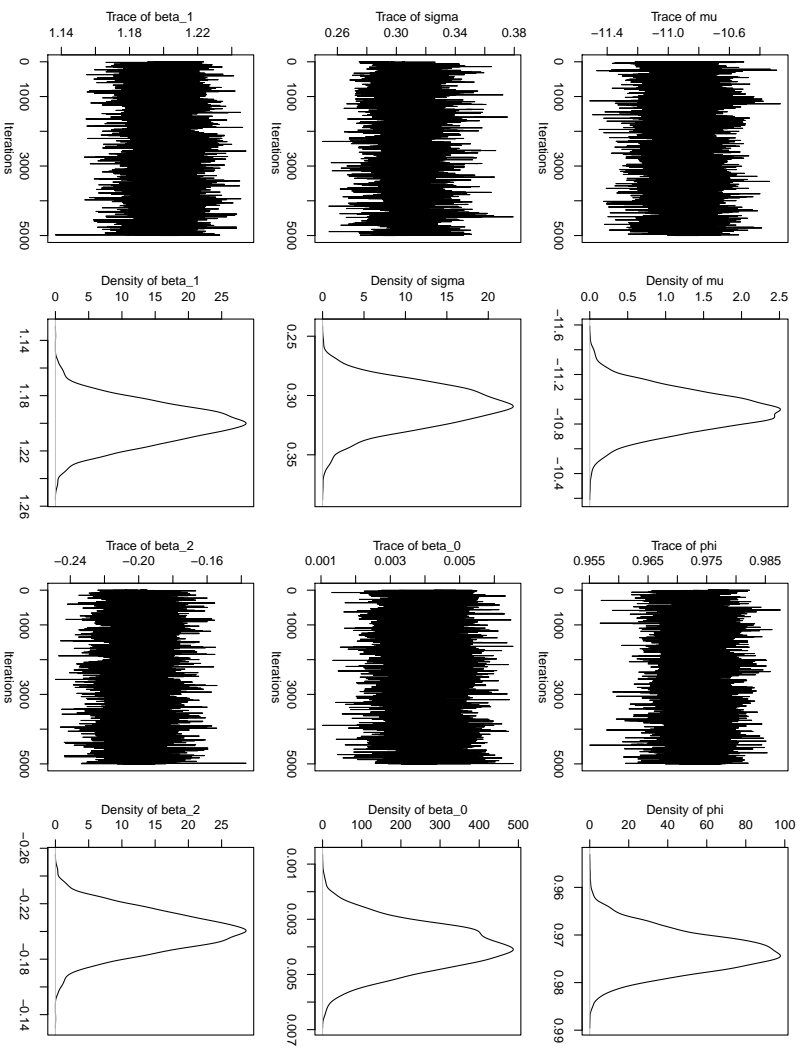 Trace of beta_1
1.14 1.18 1.22
0 1000 3000 5000
Iterations
Trace of sigma
0.26 0.30 0.34 0.38
Trace of mu
−11.4 −11.0 −10.6
0 1000 3000 5000
Iterations
Density of beta_1
0 5 10 15 20 25
1.14 1.18 1.22 1.26
Density of sigma
0 5 10 15 20
0.25 0.30 0.35
Density of mu
0.0 0.5 1.0 1.5 2.0 2.5
−11.6 −11.2 −10.8 −10.4
Trace of beta_2
−0.24 −0.20 −0.16
0 1000 3000 5000
Iterations
Trace of beta_0
0.001 0.003 0.005
Trace of phi
0.955 0.965 0.975 0.985
0 1000 3000 5000
Iterations
Density of beta_2
0 5 10 15 20 25
−0.26 −0.22 −0.18 −0.14
Density of beta_0
0 100 200 300 400 500
0.001 0.003 0.005 0.007
Density of phi
0 20 40 60 80 100
0.96 0.97 0.98 0.99